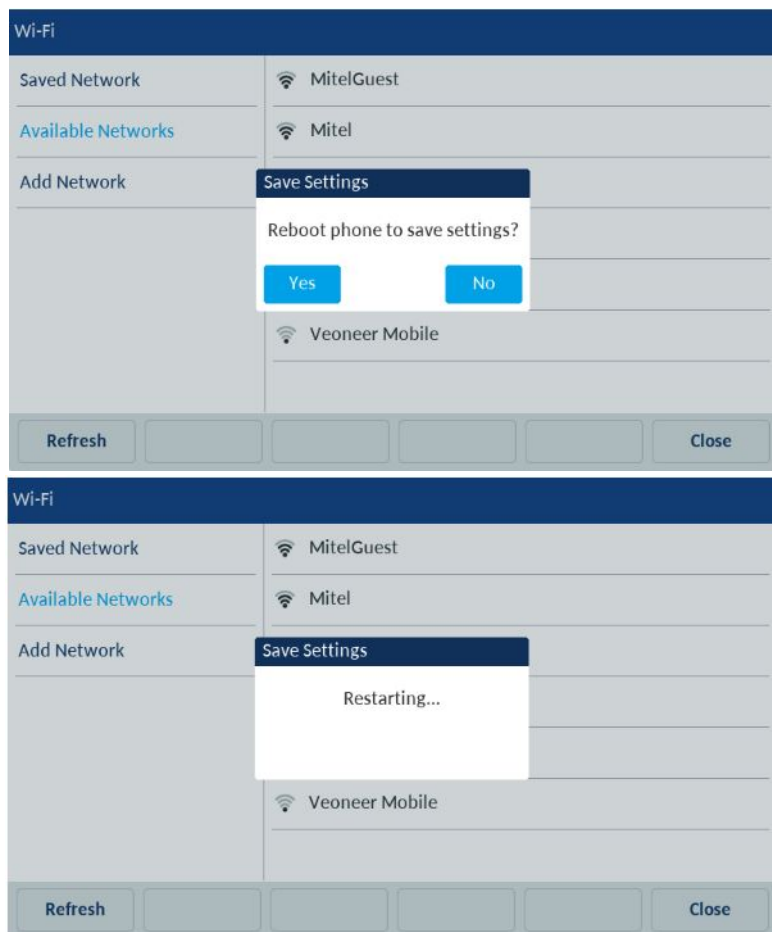 Wi-Fi
Saved Network
MitelGuest
Available Networks
Mitel
Add Network
Save Settings
Reboot phone to save settings?
Yes No
Veoneer Mobile
Refresh Close
Wi-Fi
Saved Network
MitelGuest
Available Networks
Mitel
Add Network
Save Settings
Restarting...
Veoneer Mobile
Refresh Close